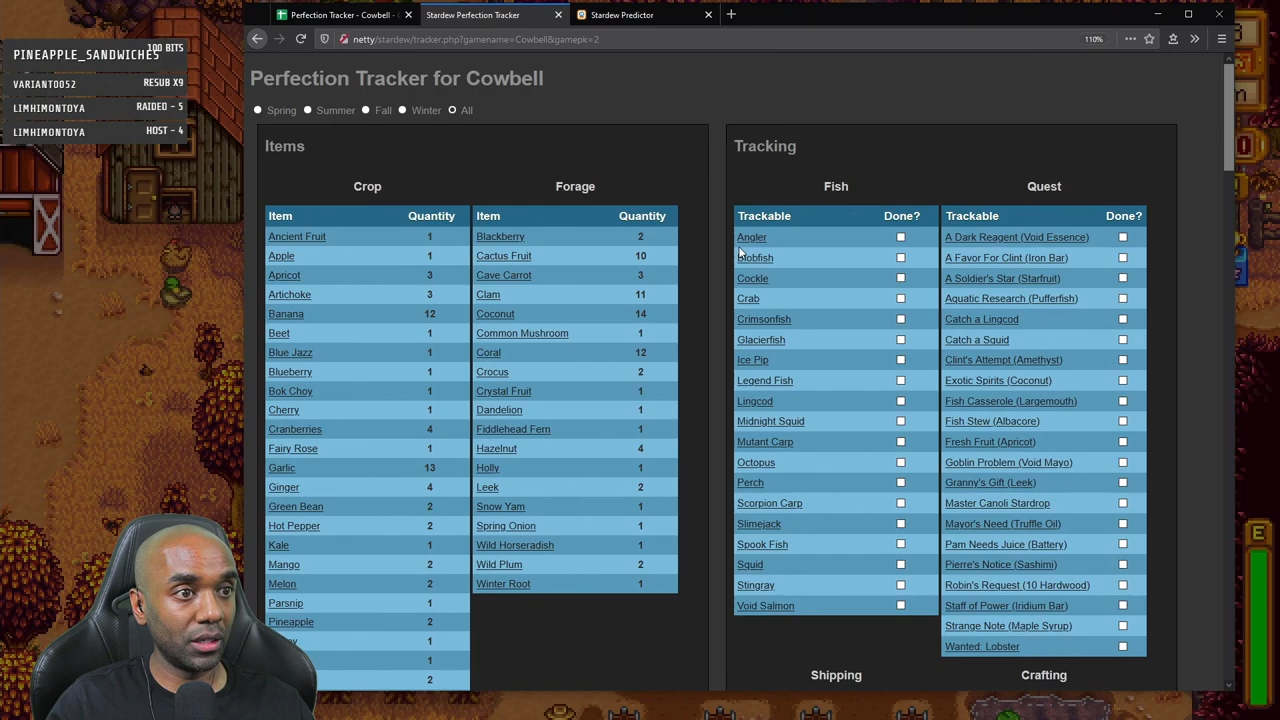 Perfection Tracker - Cowbell - (
Stardew Perfection Tracker
Stardew Predictor
netty/stardew/tracker.php?gamename=Cowbell&gamepk=2
110%
PINEAPPLE_SANDWICHES 100 BITS
VARIANT0052 RESUB X9
LIMHIMONTOYA RAIDED - 5
LIMHIMONTOYA HOST - 4
Perfection Tracker for Cowbell
Spring Summer Fall Winter All
Items
Crop
Item Quantity
Ancient Fruit 1
Apple 1
Apricot 3
Artichoke 3
Banana 12
Beet 1
Blue Jazz 1
Blueberry 1
Bok Choy 1
Cherry 1
Cranberries 4
Fairy Rose 1
Garlic 13
Ginger 4
Green Bean 2
Hot Pepper 2
Kale 1
Mango 2
Melon 2
Parsnip 1
Pineapple 2
1
1
2
Forage
Item Quantity
Blackberry 2
Cactus Fruit 10
Cave Carrot 3
Clam 11
Coconut 14
Common Mushroom 1
Coral 12
Crocus 2
Crystal Fruit 1
Dandelion 1
Fiddlehead Fern 1
Hazelnut 4
Holly 1
Leek 2
Snow Yam 1
Spring Onion 1
Wild Horseradish 1
Wild Plum 2
Winter Root 1
Tracking
Fish
Trackable Done?
Angler
Blobfish
Cockle
Crab
Crimsonfish
Glacierfish
Ice Pip
Legend Fish
Lingcod
Midnight Squid
Mutant Carp
Octopus
Perch
Scorpion Carp
Slimejack
Spook Fish
Squid
Stingray
Void Salmon
Quest
Trackable Done?
A Dark Reagent (Void Essence)
A Favor For Clint (Iron Bar)
A Soldier's Star (Starfruit)
Aquatic Research (Pufferfish)
Catch a Lingcod
Catch a Squid
Clint's Attempt (Amethyst)
Exotic Spirits (Coconut)
Fish Casserole (Largemouth)
Fish Stew (Albacore)
Fresh Fruit (Apricot)
Goblin Problem (Void Mayo)
Granny's Gift (Leek)
Master Canoli Stardrop
Mayor's Need (Truffle Oil)
Pam Needs Juice (Battery)
Pierre's Notice (Sashimi)
Robin's Request (10 Hardwood)
Staff of Power (Iridium Bar)
Strange Note (Maple Syrup)
Wanted: Lobster
Shipping
Crafting
E